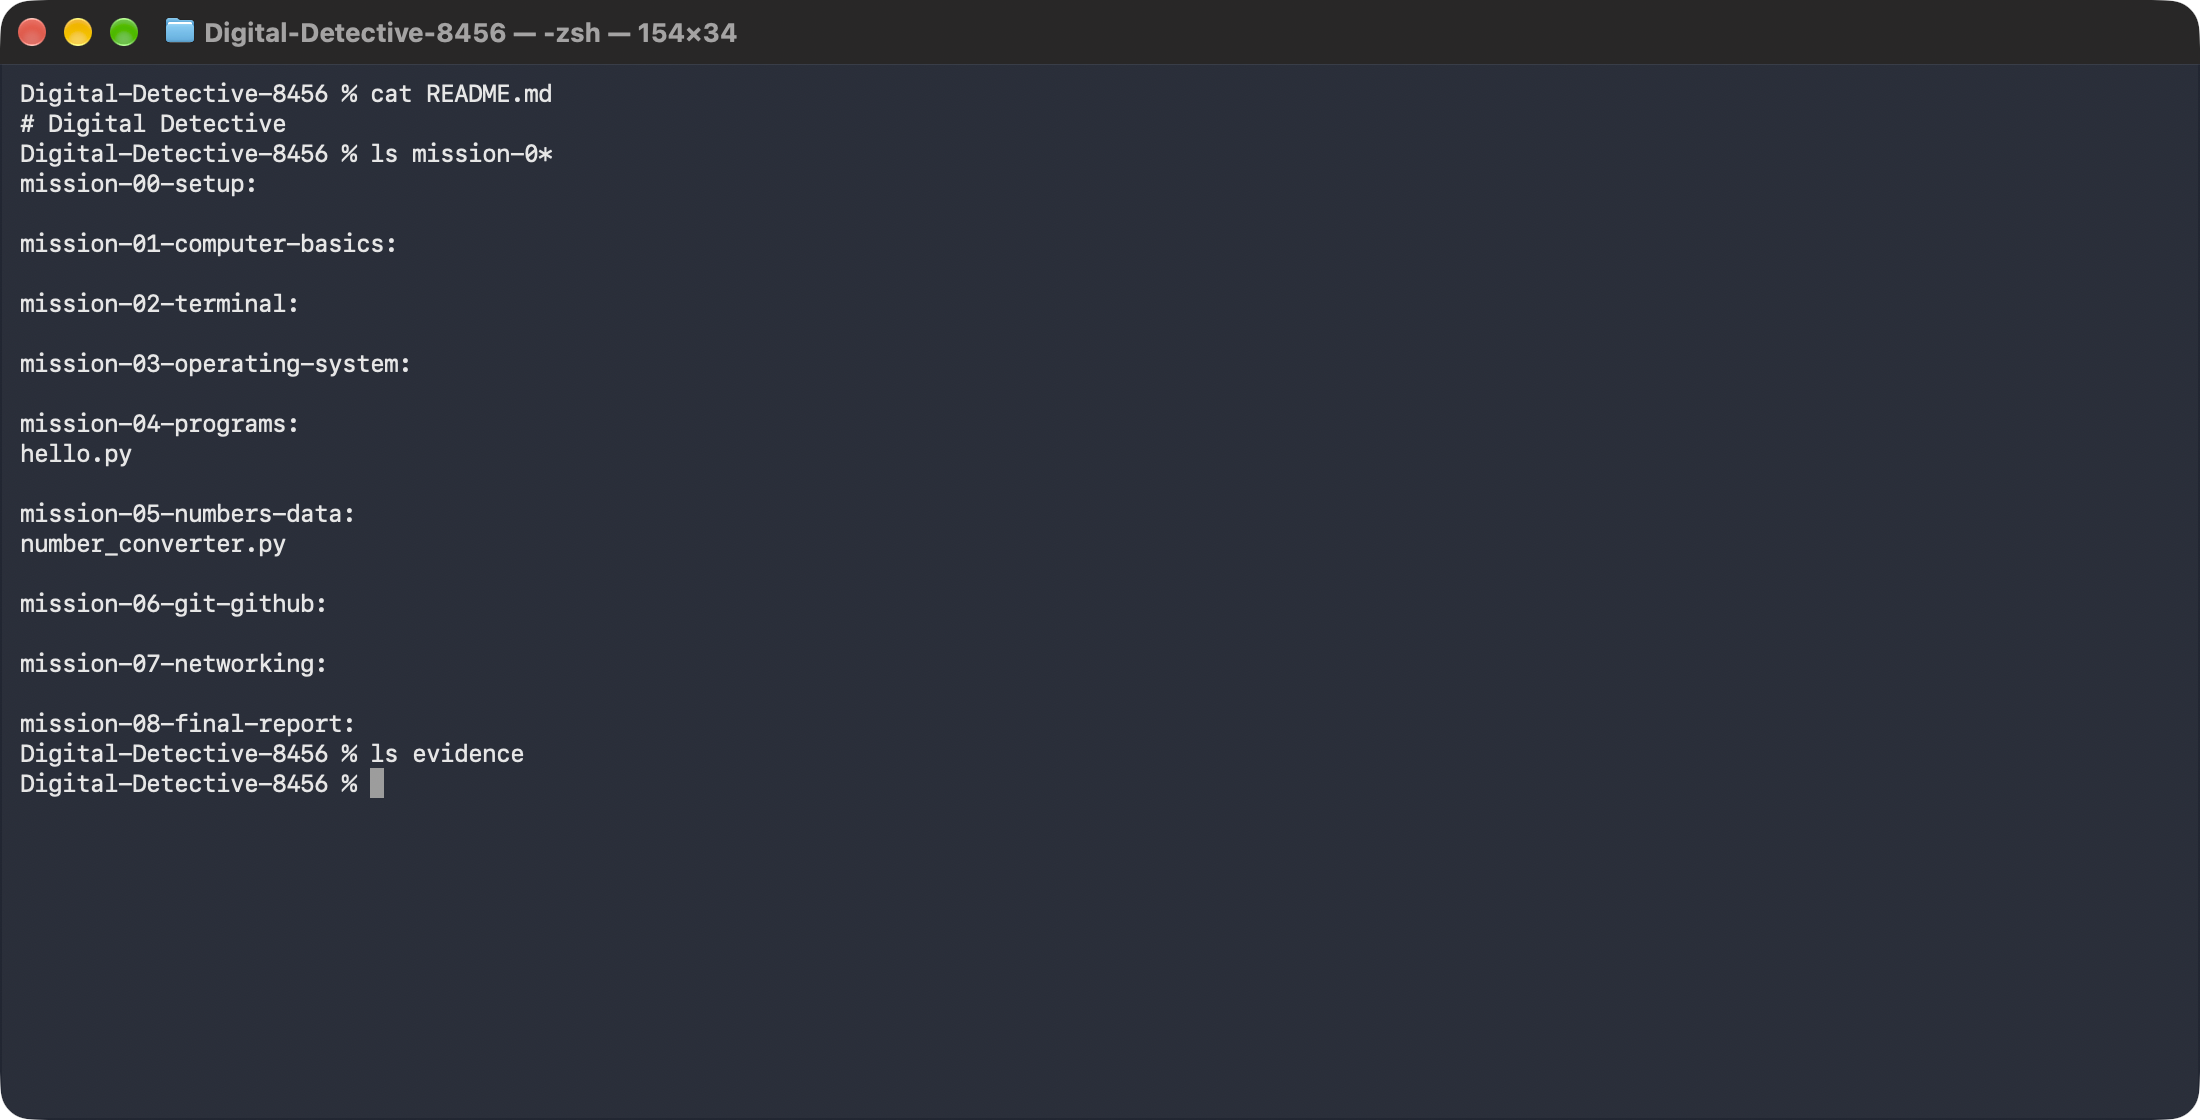 Digital-Detective-8456 — -zsh — 154×34
Digital-Detective-8456 % cat README.md
# Digital Detective
Digital-Detective-8456 % ls mission-0*
mission-00-setup:
mission-01-computer-basics:
mission-02-terminal:
mission-03-operating-system:
mission-04-programs:
hello.py
mission-05-numbers-data:
number_converter.py
mission-06-git-github:
mission-07-networking:
mission-08-final-report:
Digital-Detective-8456 % ls evidence
Digital-Detective-8456 %